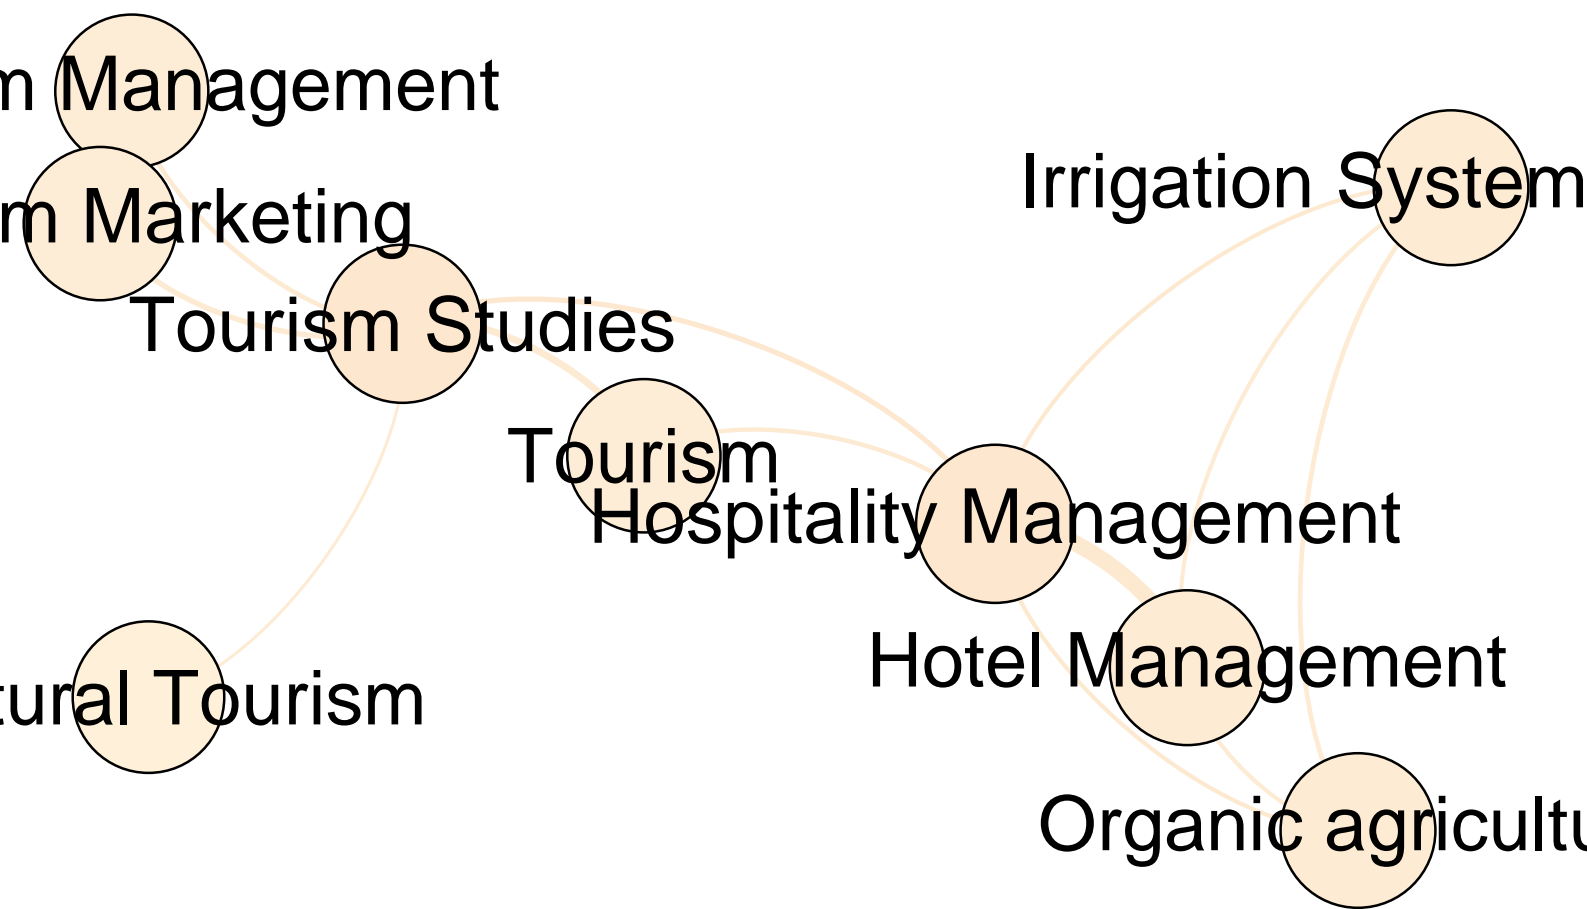 m Management
m Marketing
Irrigation System
Tourism Studies
Tourism
Hospitality Management
Hotel Management
tural Tourism
Organic agricultu